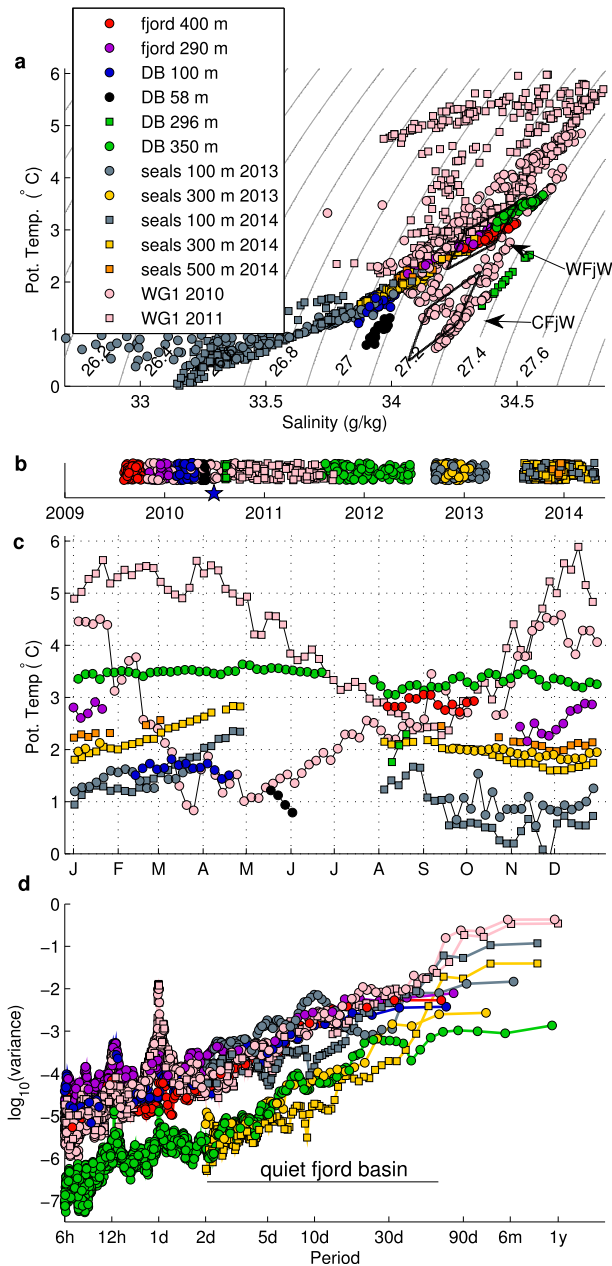 fjord 400 m
fjord 290 m
DB 100 m
DB 58 m
DB 296 m
DB 350 m
seals 100 m 2013
seals 300 m 2013
seals 100 m 2014
seals 300 m 2014
seals 500 m 2014
WG1 2010
WG1 2011
a
6
5
4
3
2
1
0
Pot. Temp. (°C)
WFjW
CFjW
26.2
26.4
26.8
27
27.2
27.4
27.6
33
33.5
34
34.5
Salinity (g/kg)
b
2009
2010
2011
2012
2013
2014
c
6
5
4
3
2
1
0
Pot. Temp (°C)
J F M A M J J A S O N D
d
0
−1
−2
−3
−4
−5
−6
−7
log10(variance)
quiet fjord basin
6h 12h 1d 2d 5d 10d 30d 90d 6m 1y
Period